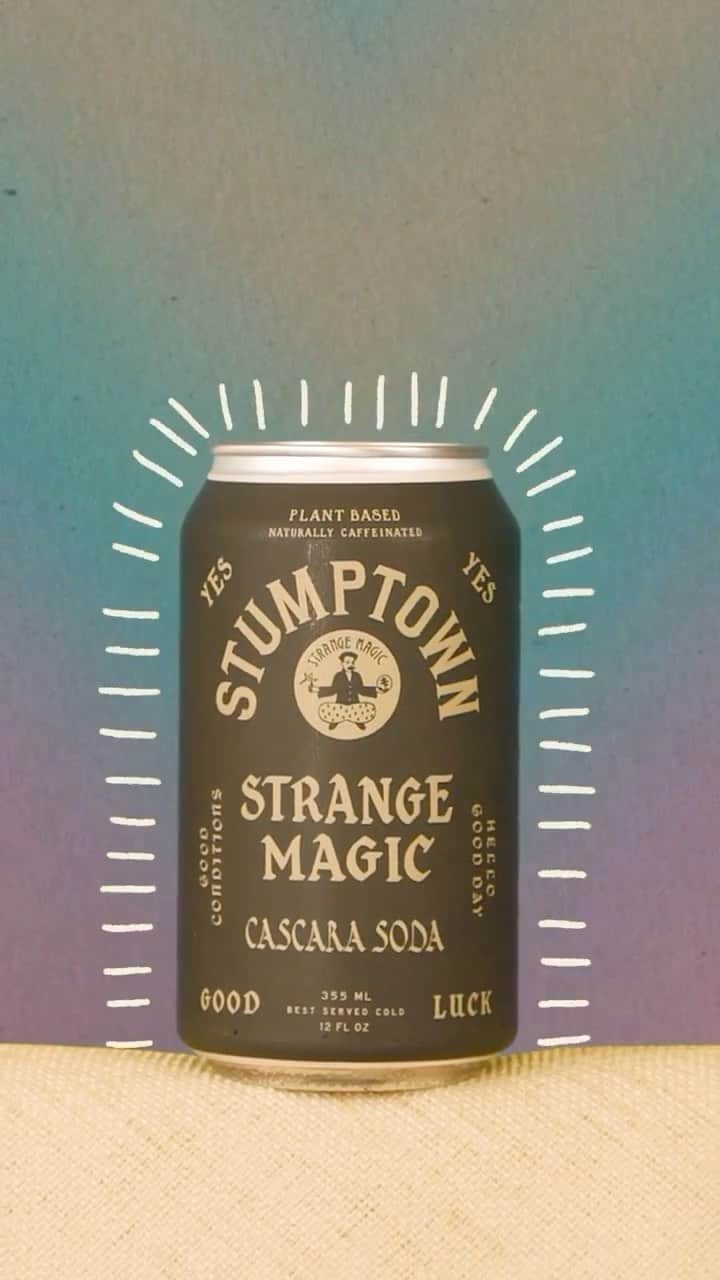 PLANT BASED
NATURALLY CAFFEINATED
YES
YES
STUMPTOWN
STRANGE MAGIC
STRANGE
MAGIC
GOOD
CONDITIONS
HELLO
GOOD DAY
CASCARA SODA
GOOD
LUCK
355 ML
BEST SERVED COLD
12 FL OZ